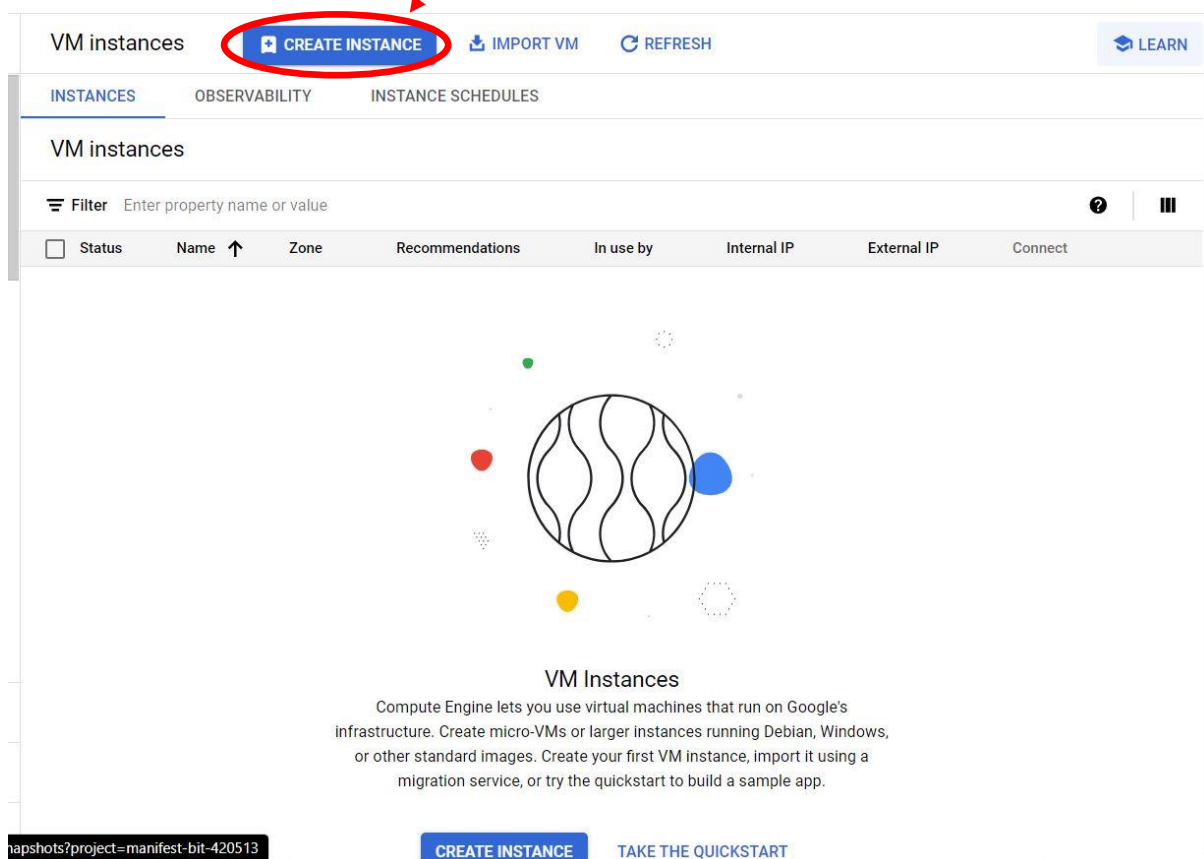 VM instances CREATE INSTANCE IMPORT VM REFRESH LEARN
INSTANCES OBSERVABILITY INSTANCE SCHEDULES
VM instances
Filter Enter property name or value
Status Name Zone Recommendations In use by Internal IP External IP Connect
VM Instances
Compute Engine lets you use virtual machines that run on Google's
infrastructure. Create micro-VMs or larger instances running Debian, Windows,
or other standard images. Create your first VM instance, import it using a
migration service, or try the quickstart to build a sample app.
napshots?project=manifest-bit-420513 CREATE INSTANCE TAKE THE QUICKSTART